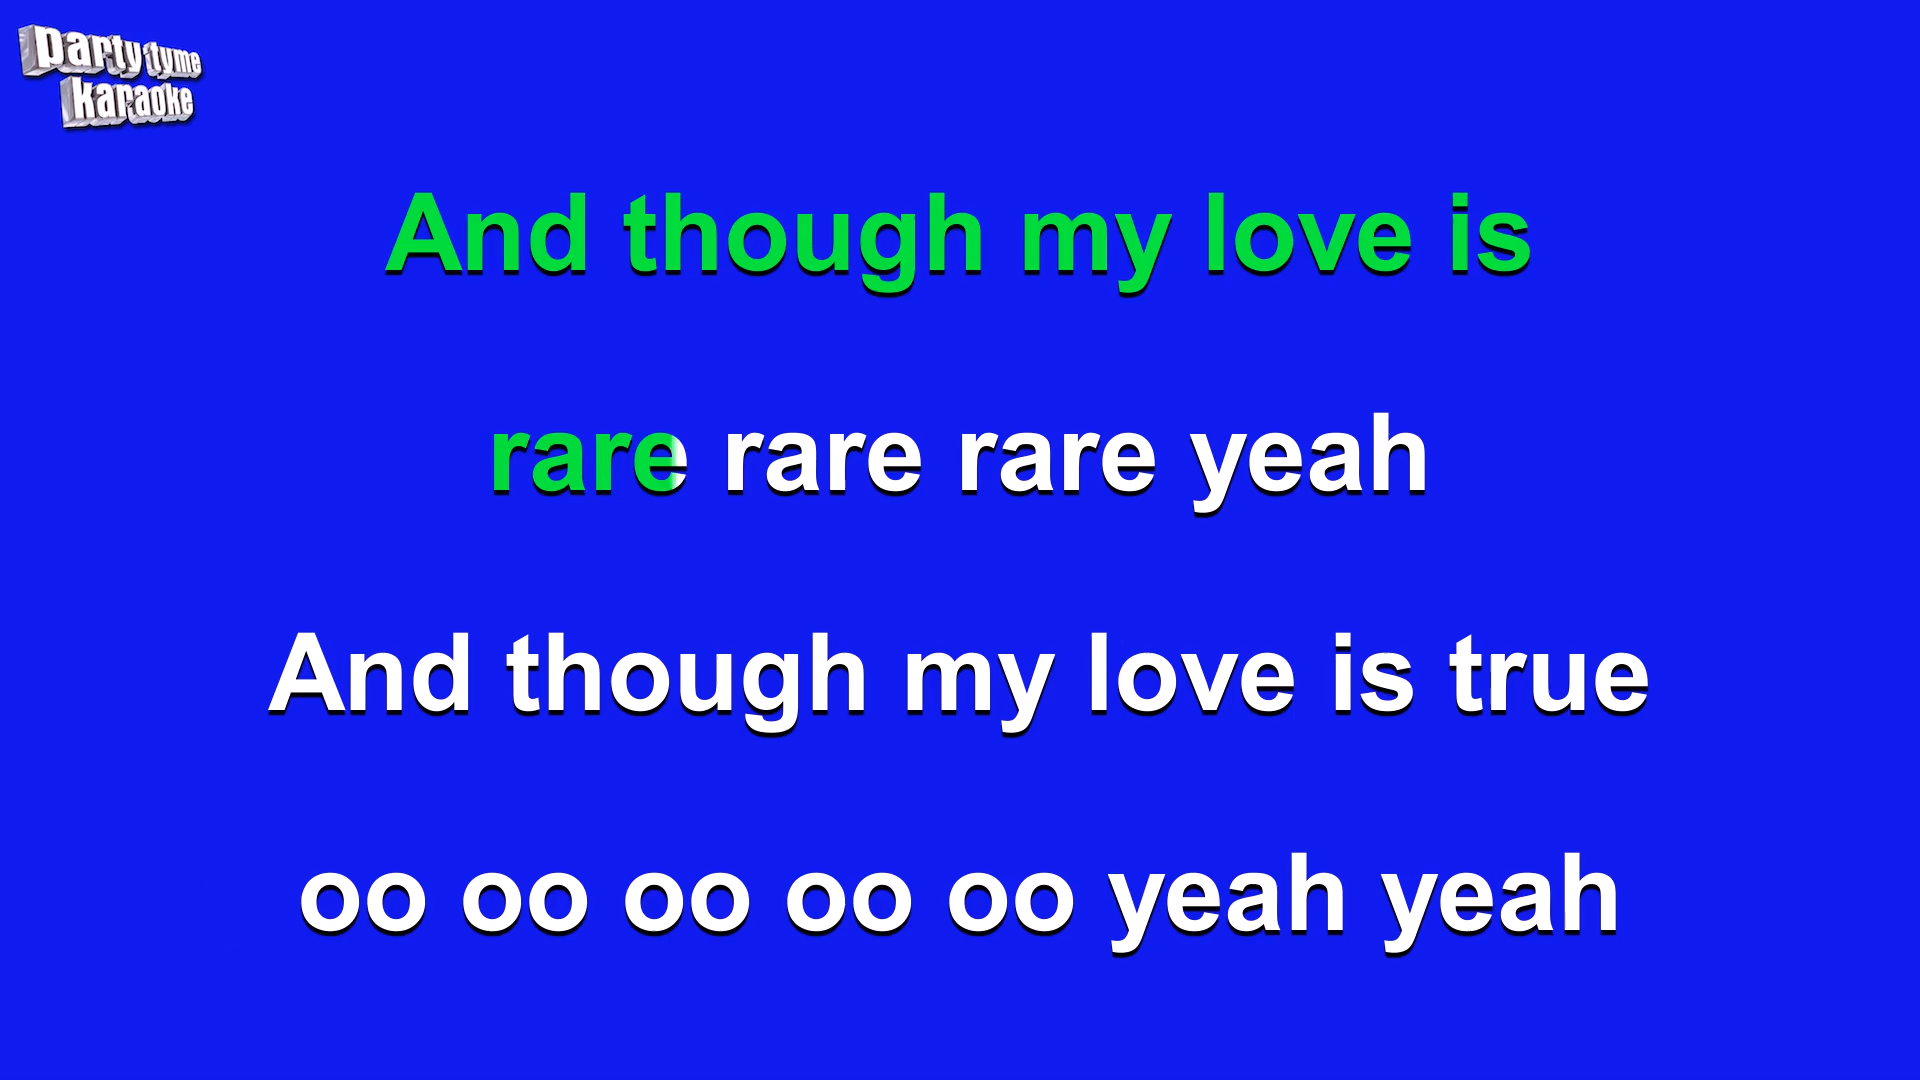 party tyme
karaoke
And though my love is
rare rare rare yeah
And though my love is true
oo oo oo oo oo yeah yeah